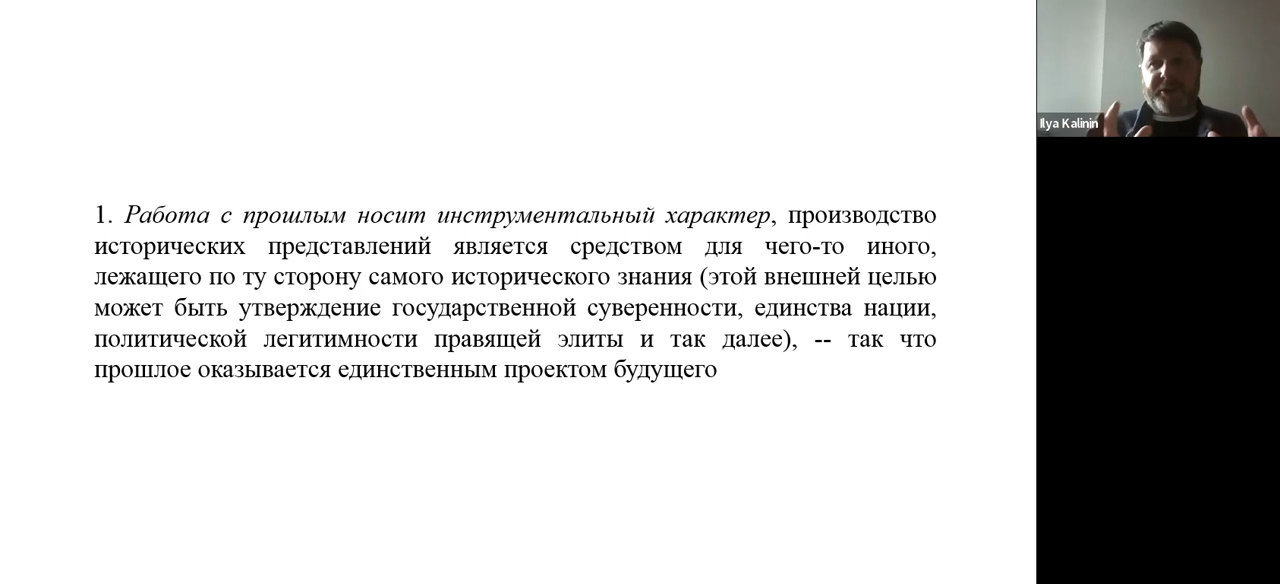 1. Работа с прошлым носит инструментальный характер, производство
исторических представлений является средством для чего-то иного,
лежащего по ту сторону самого исторического знания (этой внешней целью
может быть утверждение государственной суверенности, единства нации,
политической легитимности правящей элиты и так далее), -- так что
прошлое оказывается единственным проектом будущего
Ilya Kalinin